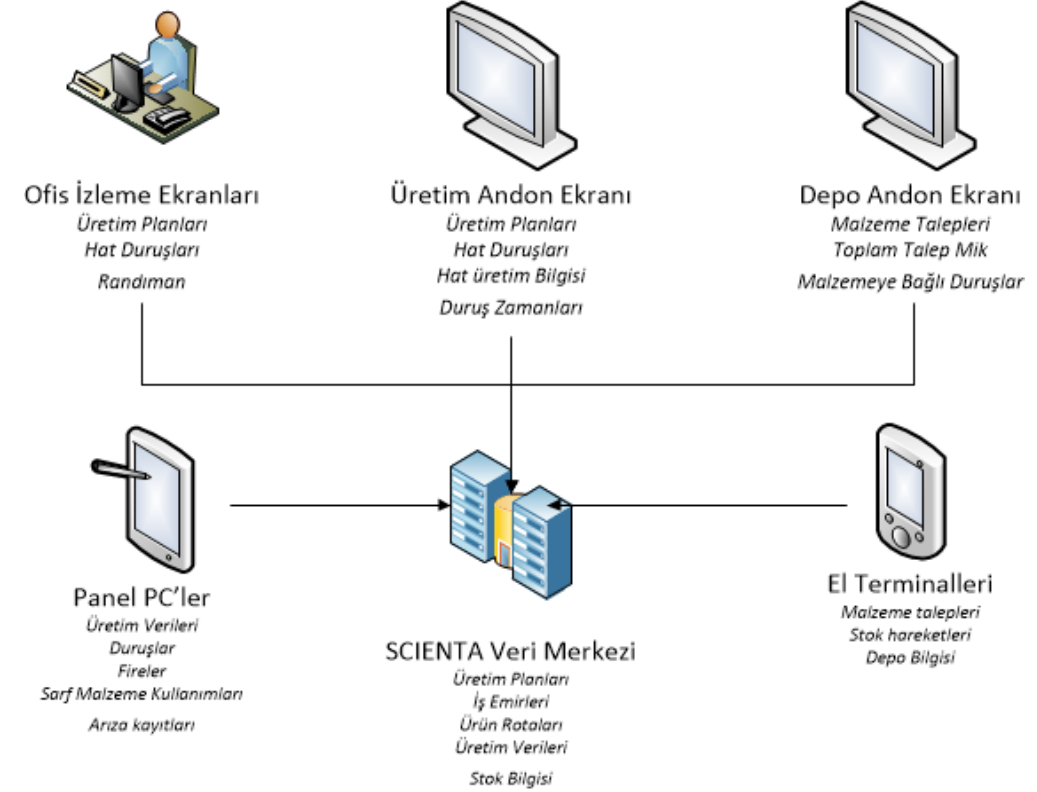 Ofis İzleme Ekranları
Üretim Planları
Hat Duruşları
Randıman
Üretim Andon Ekranı
Üretim Planları
Hat Duruşları
Hat üretim Bilgisi
Duruş Zamanları
Depo Andon Ekranı
Malzeme Talepleri
Toplam Talep Mik
Malzemeye Bağlı Duruşlar
Panel PC’ler
Üretim Verileri
Duruşlar
Fireler
Sarf Malzeme Kullanımları
Arıza kayıtları
SCIENTA Veri Merkezi
Üretim Planları
İş Emirleri
Ürün Rotaları
Üretim Verileri
Stok Bilgisi
El Terminalleri
Malzeme talepleri
Stok hareketleri
Depo Bilgisi